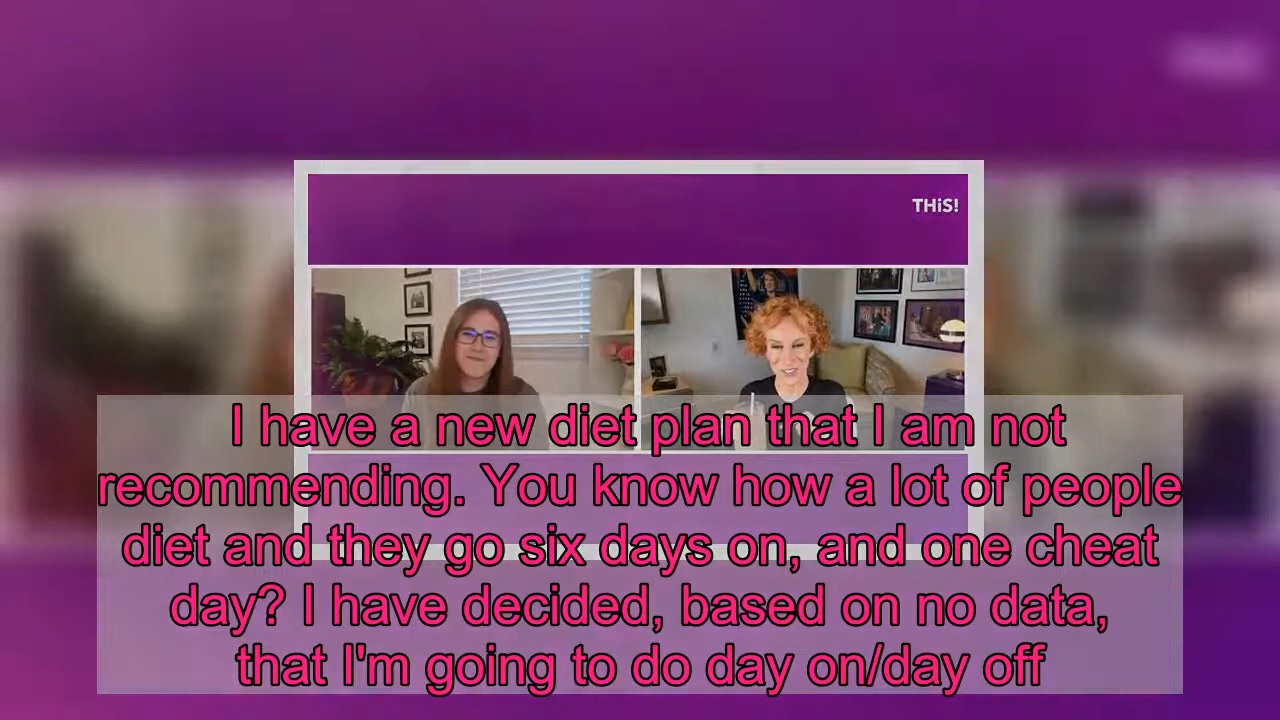 THiS!
I have a new diet plan that I am not
recommending. You know how a lot of people
diet and they go six days on, and one cheat
day? I have decided, based on no data,
that I'm going to do day on/day off